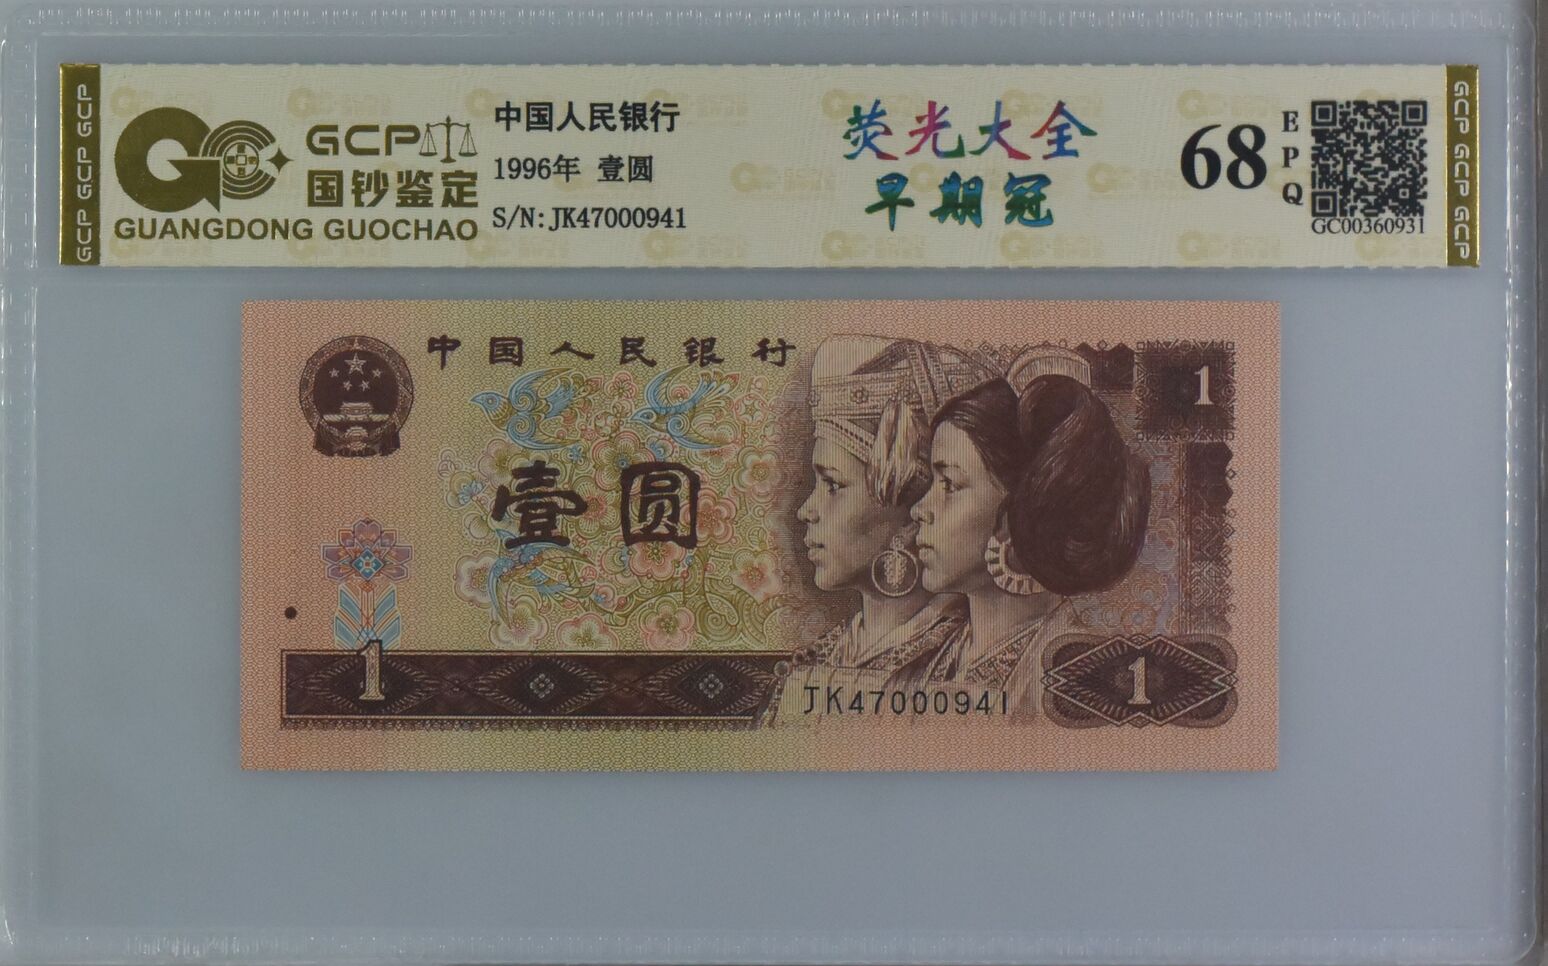 GCP GCP GCP
GCP
国钞鉴定
GUANGDONG GUOCHAO
中国人民银行
1996年 壹圆
S/N:JK47000941
荧光大全
早期冠
68
EPQ
GC00360931
GCP GCP GCP
中国人民银行
1
壹圆
1
1
JK47000941